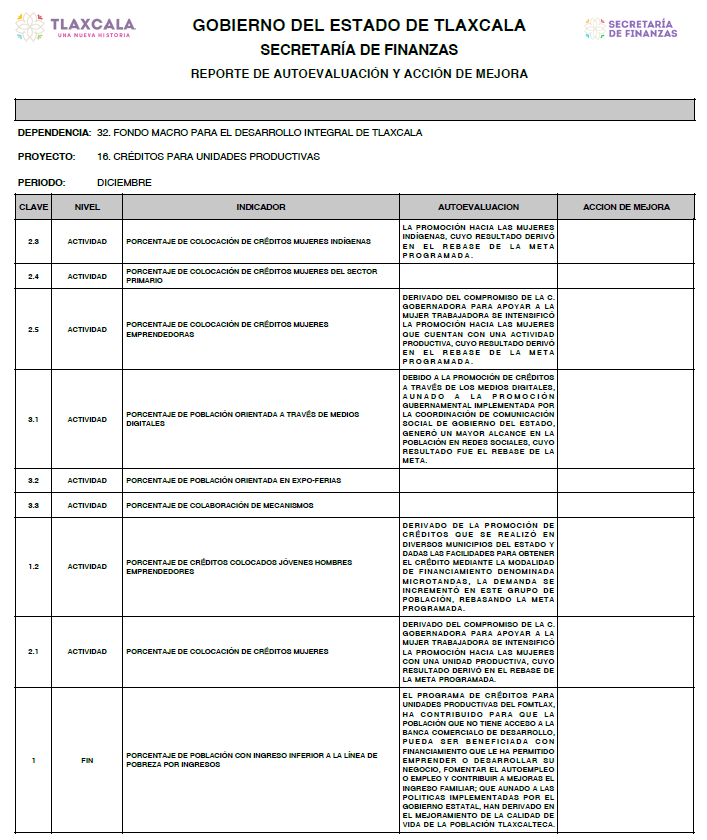 TLAXCALA
UNA NUEVA HISTORIA
GOBIERNO DEL ESTADO DE TLAXCALA
SECRETARÍA DE FINANZAS
REPORTE DE AUTOEVALUACIÓN Y ACCIÓN DE MEJORA
SECRETARÍA
DE FINANZAS
DEPENDENCIA: 32. FONDO MACRO PARA EL DESARROLLO INTEGRAL DE TLAXCALA
PROYECTO: 16. CRÉDITOS PARA UNIDADES PRODUCTIVAS
PERIODO: DICIEMBRE
CLAVE NIVEL INDICADOR AUTOEVALUACION ACCION DE MEJORA
2.3 ACTIVIDAD PORCENTAJE DE COLOCACIÓN DE CRÉDITOS MUJERES INDÍGENAS
LA PROMOCIÓN HACIA LAS MUJERES
INDÍGENAS, CUYO RESULTADO DERIVÓ
EN EL REBASE DE LA META
PROGRAMADA.
2.4 ACTIVIDAD PORCENTAJE DE COLOCACIÓN DE CRÉDITOS MUJERES DEL SECTOR
PRIMARIO
2.5 ACTIVIDAD PORCENTAJE DE COLOCACIÓN DE CRÉDITOS MUJERES
EMPRENDEDORAS
DERIVADO DEL COMPROMISO DE LA C.
GOBERNADORA PARA APOYAR A LA
MUJER TRABAJADORA SE INTENSIFICÓ
LA PROMOCIÓN HACIA LAS MUJERES
QUE CUENTAN CON UNA ACTIVIDAD
PRODUCTIVA, CUYO RESULTADO DERIVÓ
EN EL REBASE DE LA META
PROGRAMADA.
3.1 ACTIVIDAD PORCENTAJE DE POBLACIÓN ORIENTADA A TRAVÉS DE MEDIOS
DIGITALES
DEBIDO A LA PROMOCIÓN DE CRÉDITOS
A TRAVÉS DE LOS MEDIOS DIGITALES,
AUNADO A LA PROMOCIÓN
GUBERNAMENTAL IMPLEMENTADA POR
LA COORDINACIÓN DE COMUNICACIÓN
SOCIAL DE GOBIERNO DEL ESTADO,
GENERÓ UN MAYOR ALCANCE EN LA
POBLACIÓN EN REDES SOCIALES, CUYO
RESULTADO FUE EL REBASE DE LA
META.
3.2 ACTIVIDAD PORCENTAJE DE POBLACIÓN ORIENTADA EN EXPO-FERIAS
3.3 ACTIVIDAD PORCENTAJE DE COLABORACIÓN DE MECANISMOS
1.2 ACTIVIDAD PORCENTAJE DE CRÉDITOS COLOCADOS JÓVENES HOMBRES
EMPRENDEDORES
DERIVADO DE LA PROMOCIÓN DE
CRÉDITOS QUE SE REALIZÓ EN
DIVERSOS MUNICIPIOS DEL ESTADO Y
DADAS LAS FACILIDADES PARA OBTENER
EL CRÉDITO MEDIANTE LA MODALIDAD
DE FINANCIAMIENTO DENOMINADA
MICROTANDAS, LA DEMANDA SE
INCREMENTÓ EN ESTE GRUPO DE
POBLACIÓN, REBASANDO LA META
PROGRAMADA.
2.1 ACTIVIDAD PORCENTAJE DE COLOCACIÓN DE CRÉDITOS MUJERES
DERIVADO DEL COMPROMISO DE LA C.
GOBERNADORA PARA APOYAR A LA
MUJER TRABAJADORA SE INTENSIFICÓ
LA PROMOCIÓN HACIA LAS MUJERES
CON UNA UNIDAD PRODUCTIVA, CUYO
RESULTADO DERIVÓ EN EL REBASE DE
LA META PROGRAMADA.
1 FIN PORCENTAJE DE POBLACIÓN CON INGRESO INFERIOR A LA LÍNEA DE
POBREZA POR INGRESOS
EL PROGRAMA DE CRÉDITOS PARA
UNIDADES PRODUCTIVAS DEL FOMTLAX,
HA CONTRIBUIDO PARA QUE LA
POBLACIÓN QUE NO TIENE ACCESO A LA
BANCA COMERCIALO DE DESARROLLO,
PUEDA SER BENEFICIADA CON
FINANCIAMIENTO QUE LE HA PERMITIDO
EMPRENDER O DESARROLLAR SU
NEGOCIO, FOMENTAR EL AUTOEMPLEO
O EMPLEO Y CONTRIBUIR A MEJORAS EL
INGRESO FAMILIAR; QUE AUNADO A LAS
POLITICAS IMPLEMENTADAS POR EL
GOBIERNO ESTATAL, HAN DERIVADO EN
EL MEJORAMIENTO DE LA CALIDAD DE
VIDA DE LA POBLACIÓN TLAXCALTECA.